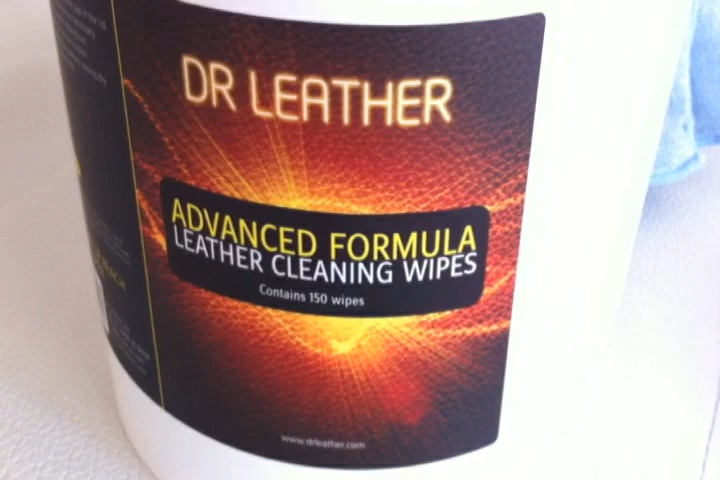 DR LEATHER
ADVANCED FORMULA
LEATHER CLEANING WIPES
Contains 150 wipes
www.drleather.com